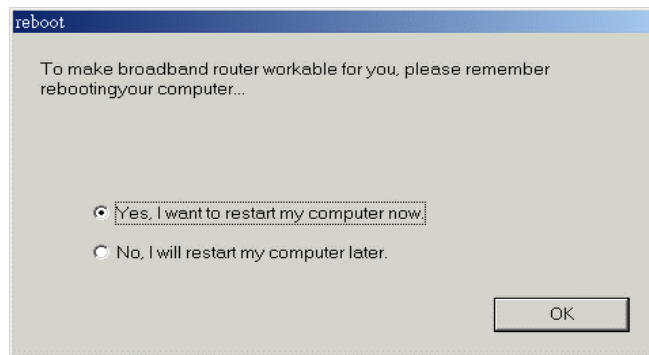 reboot
To make broadband router workable for you, please remember
rebootingyour computer...
Yes, I want to restart my computer now.
No, I will restart my computer later.
OK